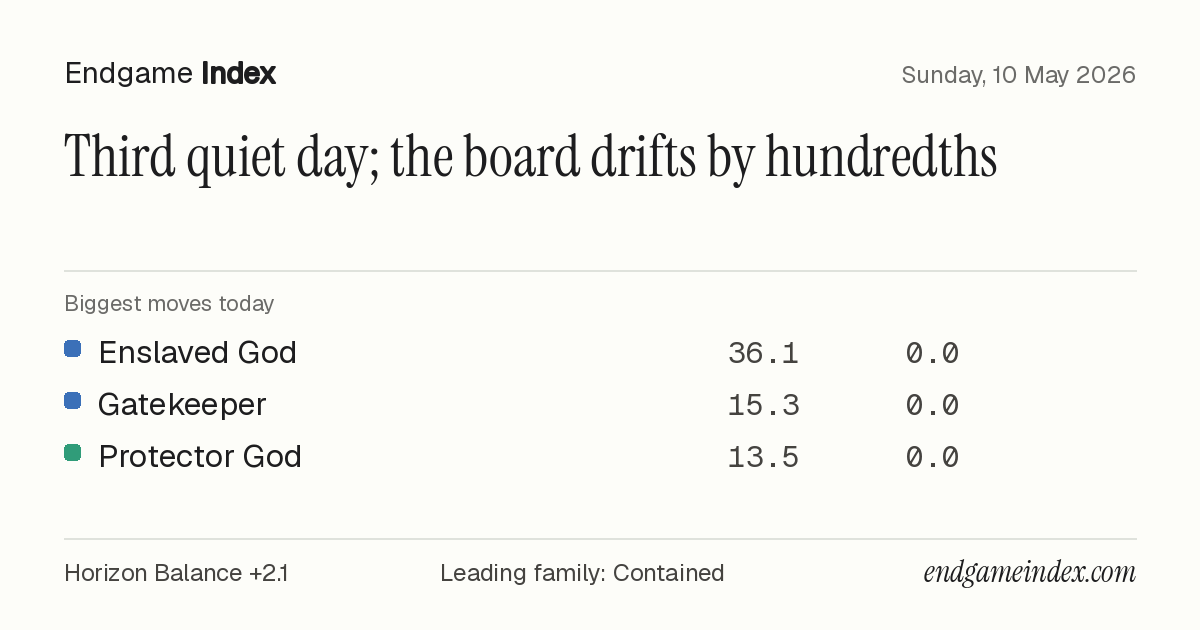 Endgame Index
Sunday, 10 May 2026
Third quiet day; the board drifts by hundredths
Biggest moves today
Enslaved God 36.1 0.0
Gatekeeper 15.3 0.0
Protector God 13.5 0.0
Horizon Balance +2.1
Leading family: Contained
endgameindex.com